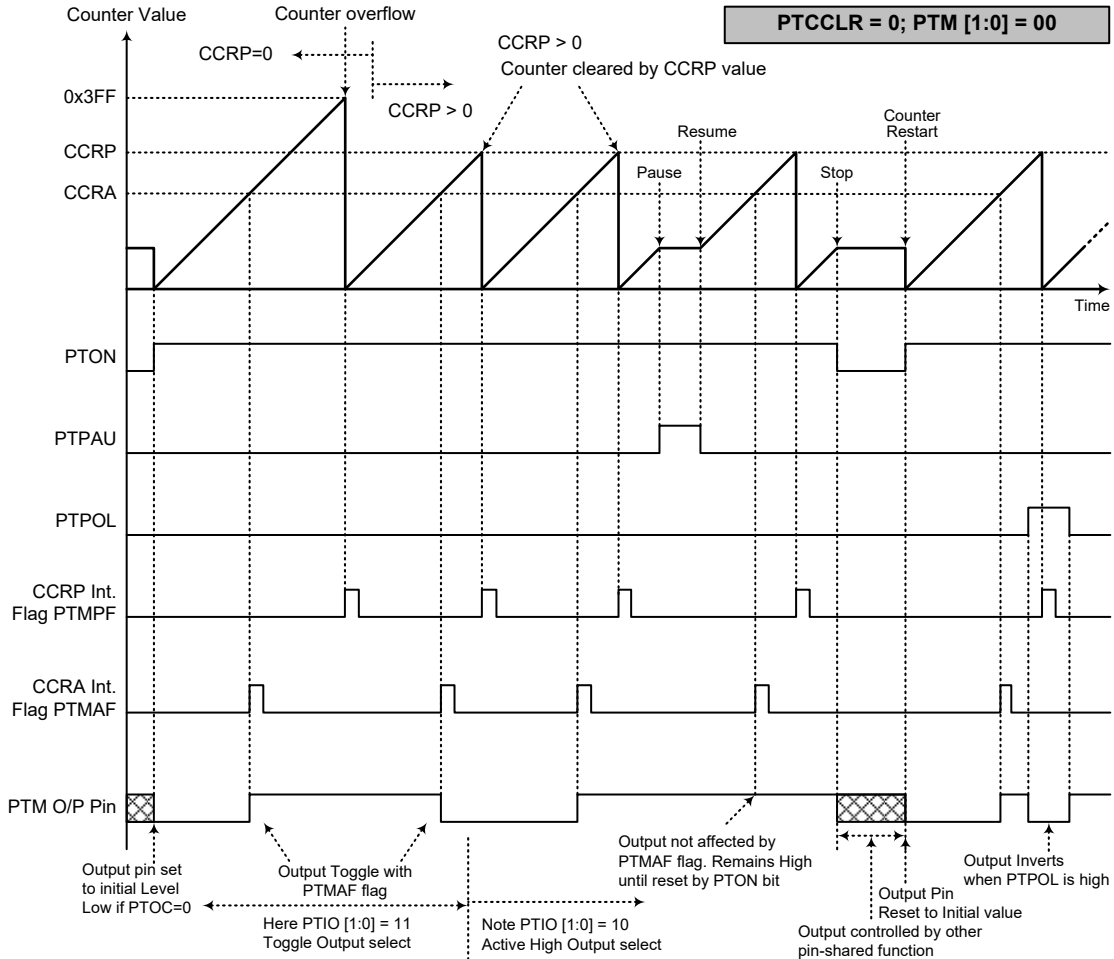 Counter Value
Counter overflow
PTCCLR = 0; PTM [1:0] = 00
CCRP=0
CCRP > 0
CCRP > 0
Counter cleared by CCRP value
0x3FF
CCRP
CCRA
Pause
Resume
Stop
Counter
Restart
Time
PTON
PTPAU
PTPOL
CCRP Int.
Flag PTMPF
CCRA Int.
Flag PTMAF
PTM O/P Pin
Output pin set
to initial Level
Low if PTOC=0
Output Toggle with
PTMAF flag
Here PTIO [1:0] = 11
Toggle Output select
Note PTIO [1:0] = 10
Active High Output select
Output not affected by
PTMAF flag. Remains High
until reset by PTON bit
Output Pin
Reset to Initial value
Output controlled by other
pin-shared function
Output Inverts
when PTPOL is high